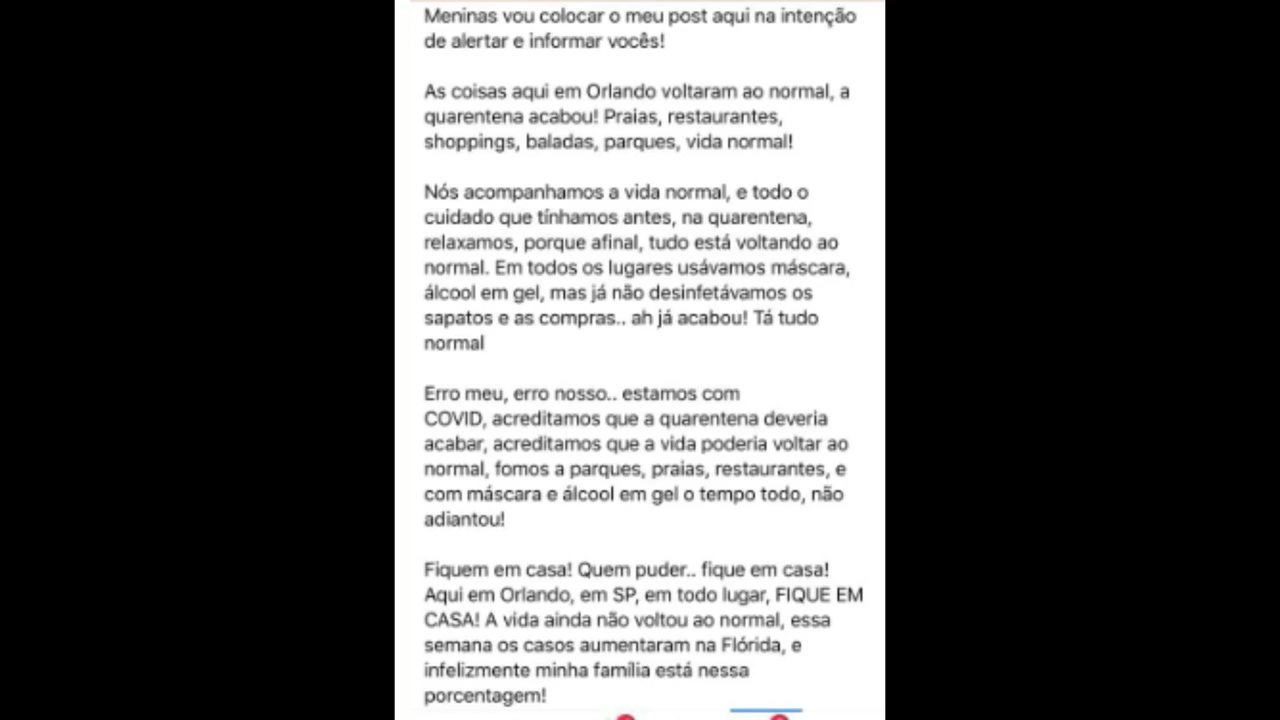 Meninas vou colocar o meu post aqui na intenção
de alertar e informar vocês!
As coisas aqui em Orlando voltaram ao normal, a
quarentena acabou! Praias, restaurantes,
shoppings, baladas, parques, vida normal!
Nós acompanhamos a vida normal, e todo o
cuidado que tínhamos antes, na quarentena,
relaxamos, porque afinal, tudo está voltando ao
normal. Em todos os lugares usávamos máscara,
álcool em gel, mas já não desinfetávamos os
sapatos e as compras.. ah já acabou! Tá tudo
normal
Erro meu, erro nosso.. estamos com
COVID, acreditamos que a quarentena deveria
acabar, acreditamos que a vida poderia voltar ao
normal, fomos a parques, praias, restaurantes, e
com máscara e álcool em gel o tempo todo, não
adiantou!
Fiquem em casa! Quem puder.. fique em casa!
Aqui em Orlando, em SP, em todo lugar, FIQUE EM
CASA! A vida ainda não voltou ao normal, essa
semana os casos aumentaram na Flórida, e
infelizmente minha família está nessa
porcentagem!